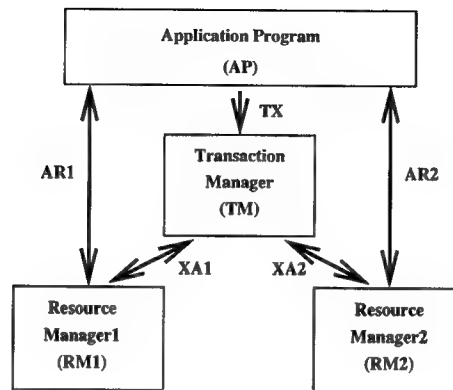 Application Program
(AP)
TX
Transaction
Manager
(TM)
AR1
AR2
XA1
XA2
Resource
Manager1
(RM1)
Resource
Manager2
(RM2)